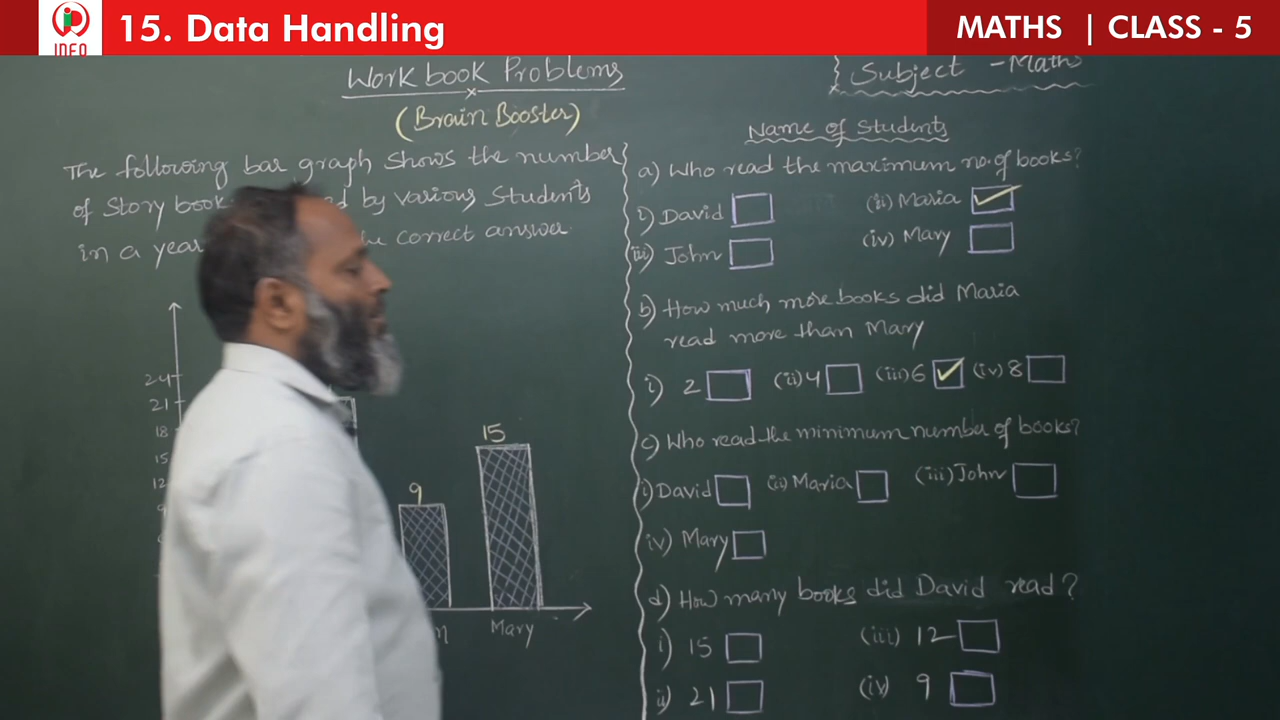 15. Data Handling
MATHS | CLASS - 5
INFO
Work book Problems
(Brain Booster)
Subject - Maths
The following bar graph shows the number
of Story book by various Students
in a year correct answer.
24
21
18
15
12
9
15
Mary
Name of Students
a) Who read the maximum no. of books?
i) David
(ii) Maria
iii) John
(iv) Mary
b) How much more books did Maria
read more than Mary
i) 2 (ii) 4 (iii) 6 (iv) 8
c) Who read the minimum number of books?
i) David (ii) Maria (iii) John
iv) Mary
d) How many books did David read?
i) 15 (iii) 12
ii) 21 (iv) 9